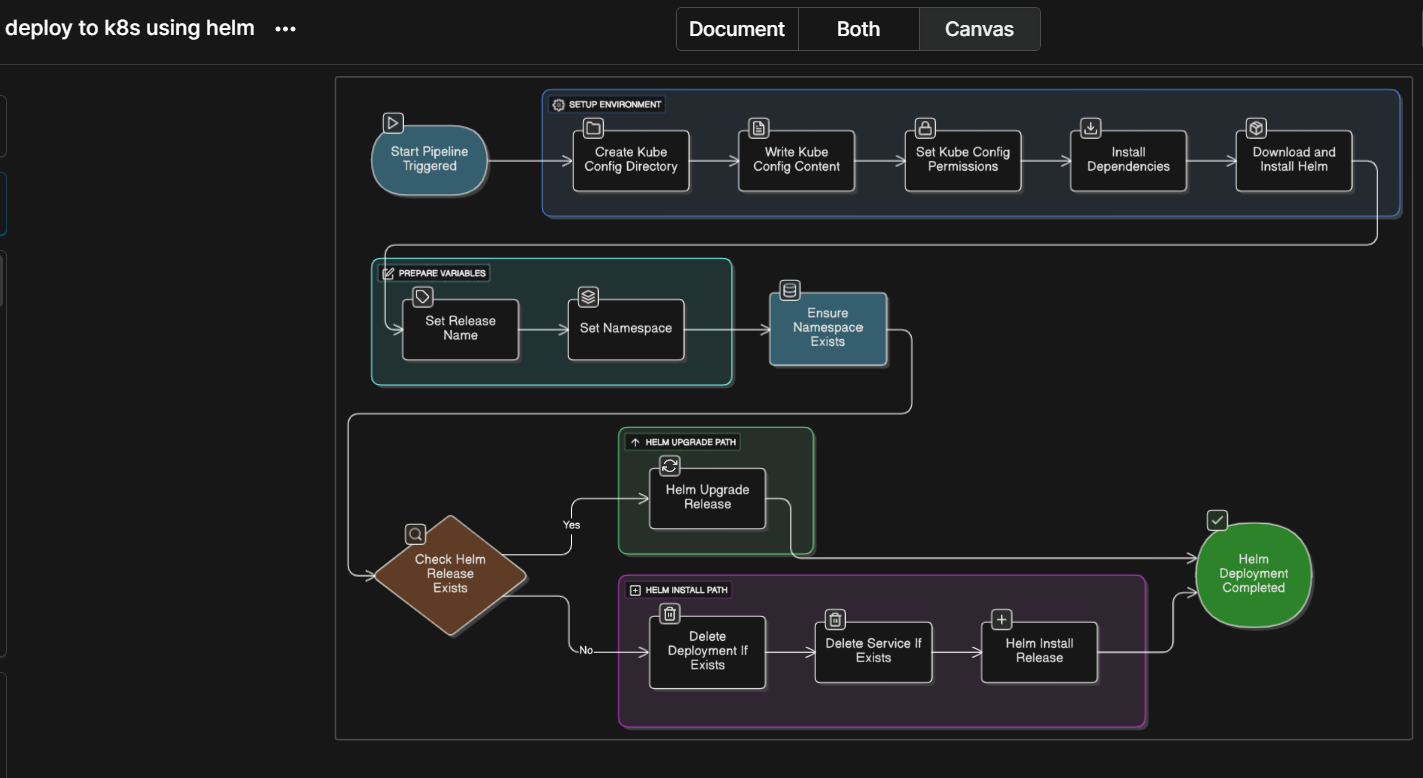 deploy to k8s using helm
Document
Both
Canvas
SETUP ENVIRONMENT
Start Pipeline
Triggered
Create Kube
Config Directory
Write Kube
Config Content
Set Kube Config
Permissions
Install
Dependencies
Download and
Install Helm
PREPARE VARIABLES
Set Release
Name
Set Namespace
Ensure
Namespace
Exists
HELM UPGRADE PATH
Helm Upgrade
Release
Yes
Check Helm
Release
Exists
No
HELM INSTALL PATH
Delete
Deployment If
Exists
Delete Service If
Exists
Helm Install
Release
Helm
Deployment
Completed